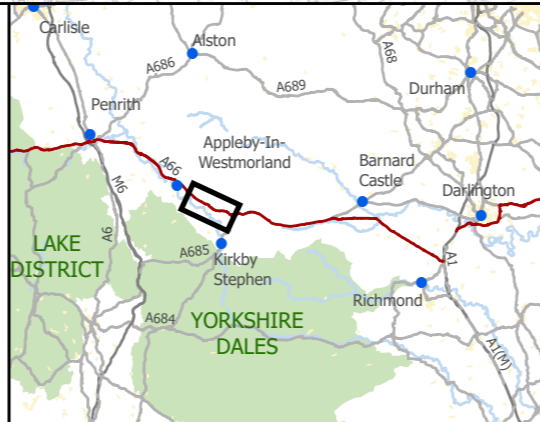 Carlisle
Alston
A68
A686
A689
Durham
Penrith
Appleby-In-
Westmorland
A66
Barnard
Castle
Darlington
M6
A6
LAKE
DISTRICT
A685
Kirkby
Stephen
A1
Richmond
A684
YORKSHIRE
DALES
A1(M)